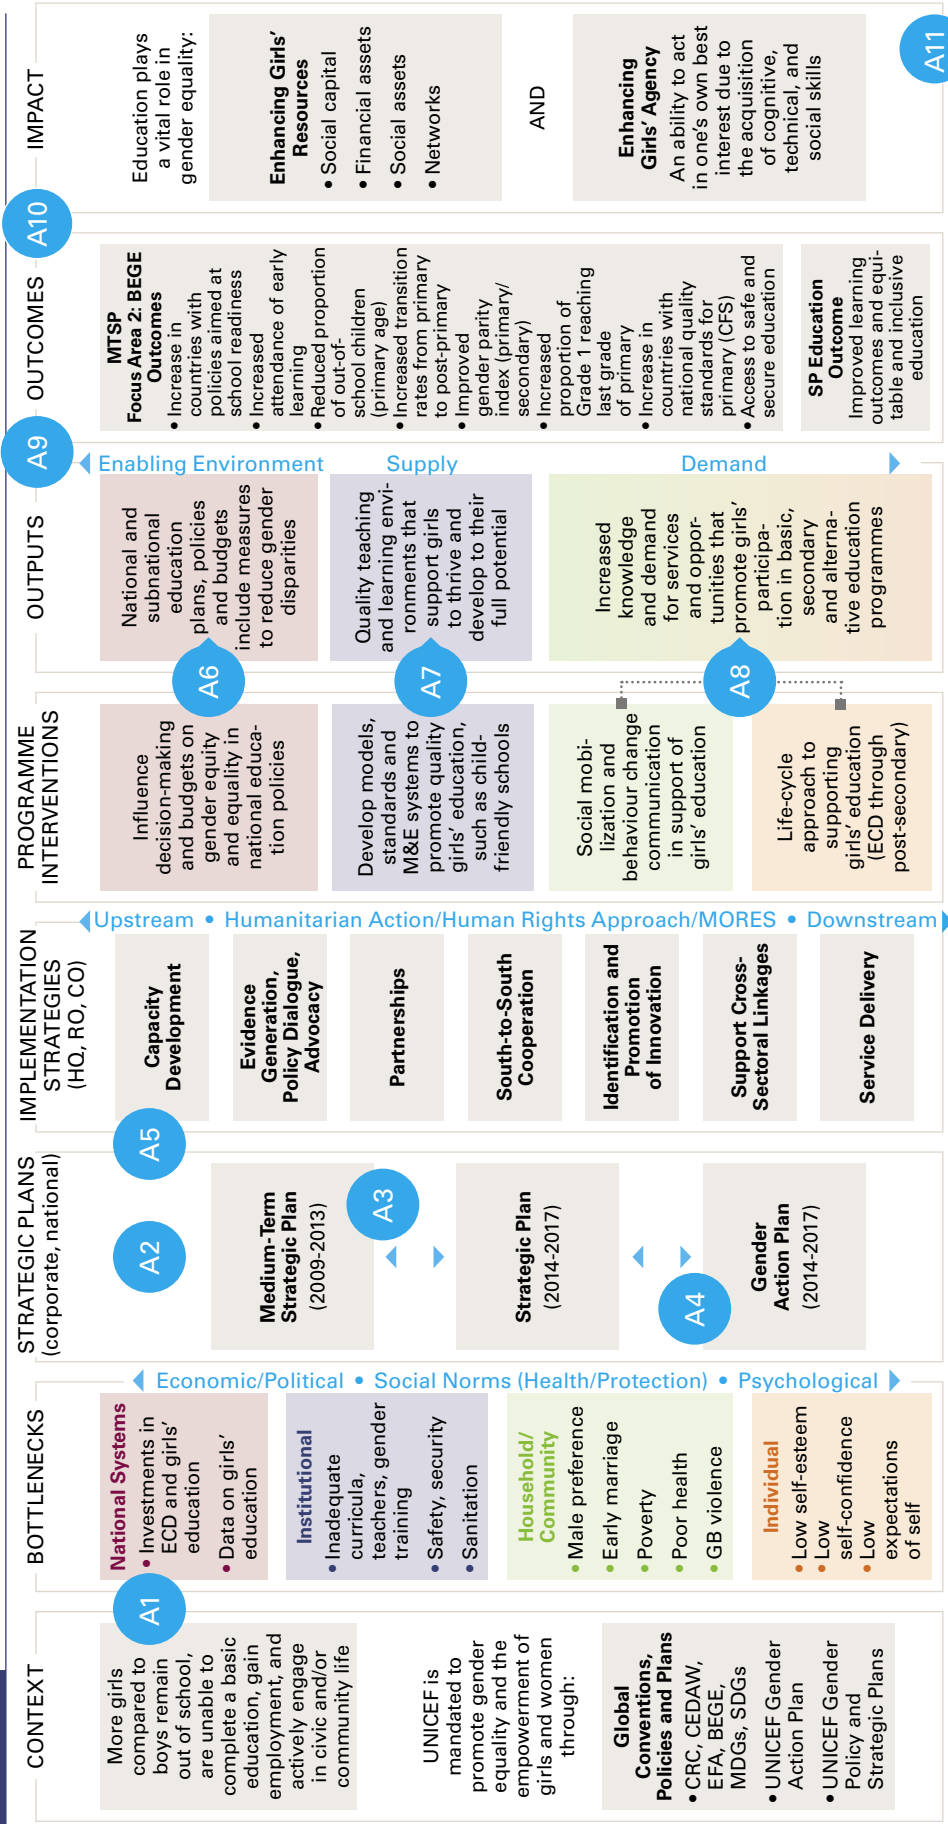 CONTEXT
More girls
compared to
boys remain
out of school,
are unable to
complete a basic
education, gain
employment, and
actively engage
in civic and/or
community life
UNICEF is
mandated to
promote gender
equality and the
empowerment of
girls and women
through:
Global
Conventions,
Policies and Plans
• CRC, CEDAW,
EFA, BEGE,
MDGs, SDGs
• UNICEF Gender
Action Plan
• UNICEF Gender
Policy and
Strategic Plans
A1
BOTTLENECKS
National Systems
• Investments in
ECD and girls'
education
• Data on girls'
education
Institutional
• Inadequate
curricula,
teachers, gender
training
• Safety, security
• Sanitation
Household/
Community
• Male preference
• Early marriage
• Poverty
• Poor health
• GB violence
Individual
• Low self-esteem
• Low
self-confidence
• Low
expectations
of self
Economic/Political • Social Norms (Health/Protection) • Psychological
STRATEGIC PLANS
(corporate, national)
A2
Medium-Term
Strategic Plan
(2009-2013)
A3
Strategic Plan
(2014-2017)
A4
Gender
Action Plan
(2014-2017)
A5
IMPLEMENTATION
STRATEGIES
(HQ, RO, CO)
Capacity
Development
Evidence
Generation,
Policy Dialogue,
Advocacy
Partnerships
South-to-South
Cooperation
Identification and
Promotion
of Innovation
Support Cross-
Sectoral Linkages
Service Delivery
Upstream • Humanitarian Action/Human Rights Approach/MORES • Downstream
PROGRAMME
INTERVENTIONS
Influence
decision-making
and budgets on
gender equity
and equality in
national educa-
tion policies
Develop models,
standards and
M&E systems to
promote quality
girls' education,
such as child-
friendly schools
Social mobi-
lization and
behaviour change
communication
in support of
girls' education
Life-cycle
approach to
supporting
girls' education
(ECD through
post-secondary)
A6
A7
A8
OUTPUTS
National and
subnational
education
plans, policies
and budgets
include measures
to reduce gender
disparities
Quality teaching
and learning envi-
ronments that
support girls
to thrive and
develop to their
full potential
Increased
knowledge
and demand
for services
and oppor-
tunities that
promote girls'
participa-
tion in basic,
secondary
and alterna-
tive education
programmes
Enabling Environment
Supply
Demand
A9
OUTCOMES
MTSP
Focus Area 2: BEGE
Outcomes
• Increase in
countries with
policies aimed at
school readiness
• Increased
attendance of early
learning
• Reduced proportion
of out-of-
school children
(primary age)
• Increased transition
rates from primary
to post-primary
• Improved
gender parity
index (primary/
secondary)
• Increased
proportion of
Grade 1 reaching
last grade
of primary
• Increase in
countries with
national quality
standards for
primary (CFS)
• Access to safe and
secure education
SP Education
Outcome
Improved learning
outcomes and equi-
table and inclusive
education
A10
IMPACT
Education plays
a vital role in
gender equality:
Enhancing Girls'
Resources
• Social capital
• Financial assets
• Social assets
• Networks
AND
Enhancing
Girls' Agency
An ability to act
in one's own best
interest due to
the acquisition
of cognitive,
technical, and
social skills
A11